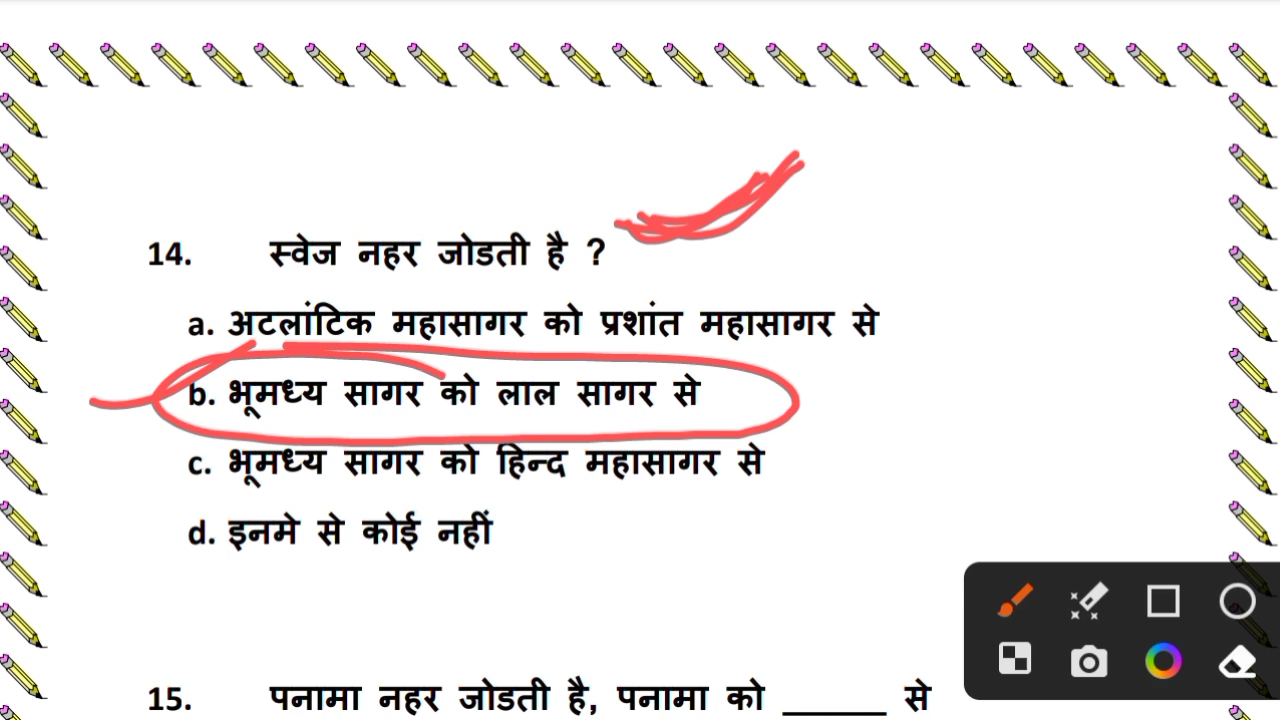 14. स्वेज नहर जोडती है ?
a. अटलांटिक महासागर को प्रशांत महासागर से
b. भूमध्य सागर को लाल सागर से
c. भूमध्य सागर को हिन्द महासागर से
d. इनमे से कोई नहीं
15. पनामा नहर जोडती है, पनामा को ______ से